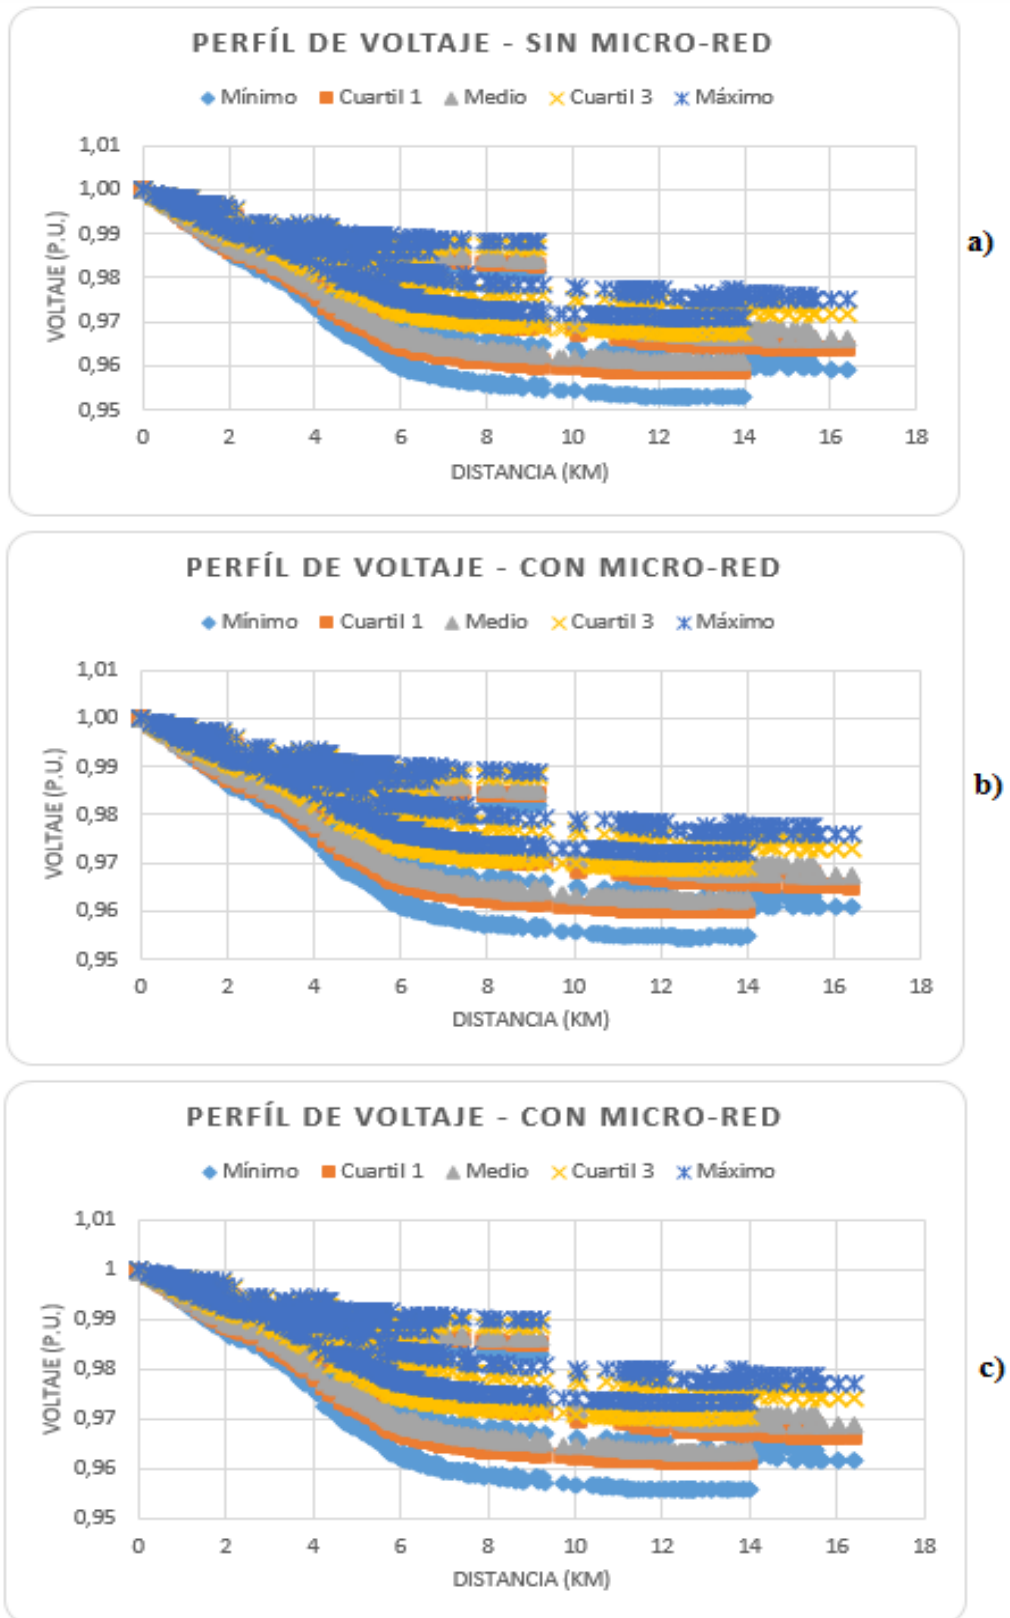 PERFÍL DE VOLTAJE - SIN MICRO-RED
Mínimo Cuartil 1 Medio Cuartil 3 Máximo
1,01
1,00
0,99
0,98
0,97
0,96
0,95
VOLTAJE (P.U.)
0 2 4 6 8 10 12 14 16 18
DISTANCIA (KM)
a)
PERFÍL DE VOLTAJE - CON MICRO-RED
Mínimo Cuartil 1 Medio Cuartil 3 Máximo
1,01
1,00
0,99
0,98
0,97
0,96
0,95
VOLTAJE (P.U.)
0 2 4 6 8 10 12 14 16 18
DISTANCIA (KM)
b)
PERFÍL DE VOLTAJE - CON MICRO-RED
Mínimo Cuartil 1 Medio Cuartil 3 Máximo
1,01
1
0,99
0,98
0,97
0,96
0,95
VOLTAJE (P.U.)
0 2 4 6 8 10 12 14 16 18
DISTANCIA (KM)
c)